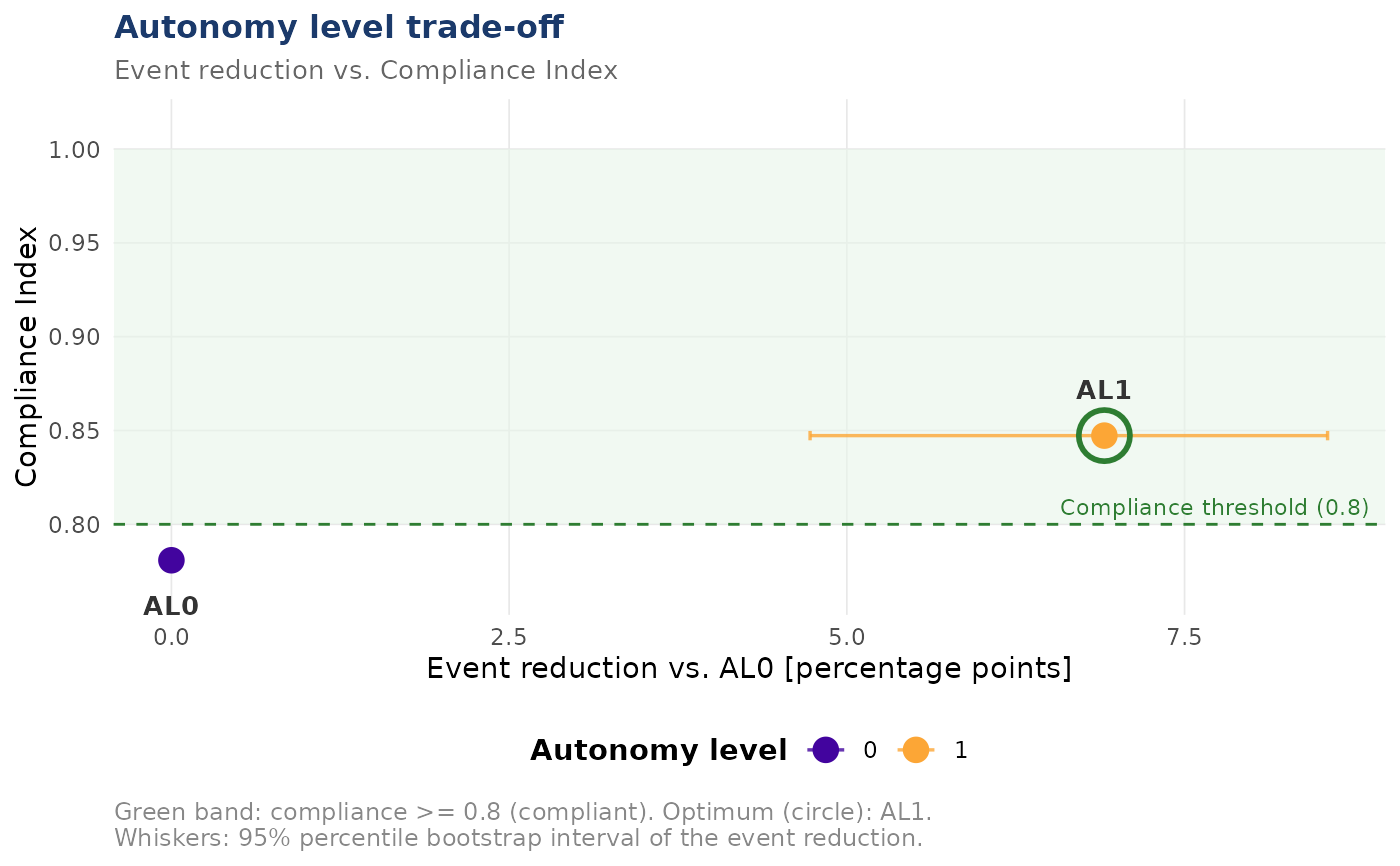 Autonomy level trade-off
Event reduction vs. Compliance Index
1.00
0.95
0.90
0.85
0.80
Compliance Index
AL1
Compliance threshold (0.8)
AL0
0.0 2.5 5.0 7.5
Event reduction vs. AL0 [percentage points]
Autonomy level 0 1
Green band: compliance >= 0.8 (compliant). Optimum (circle): AL1.
Whiskers: 95% percentile bootstrap interval of the event reduction.